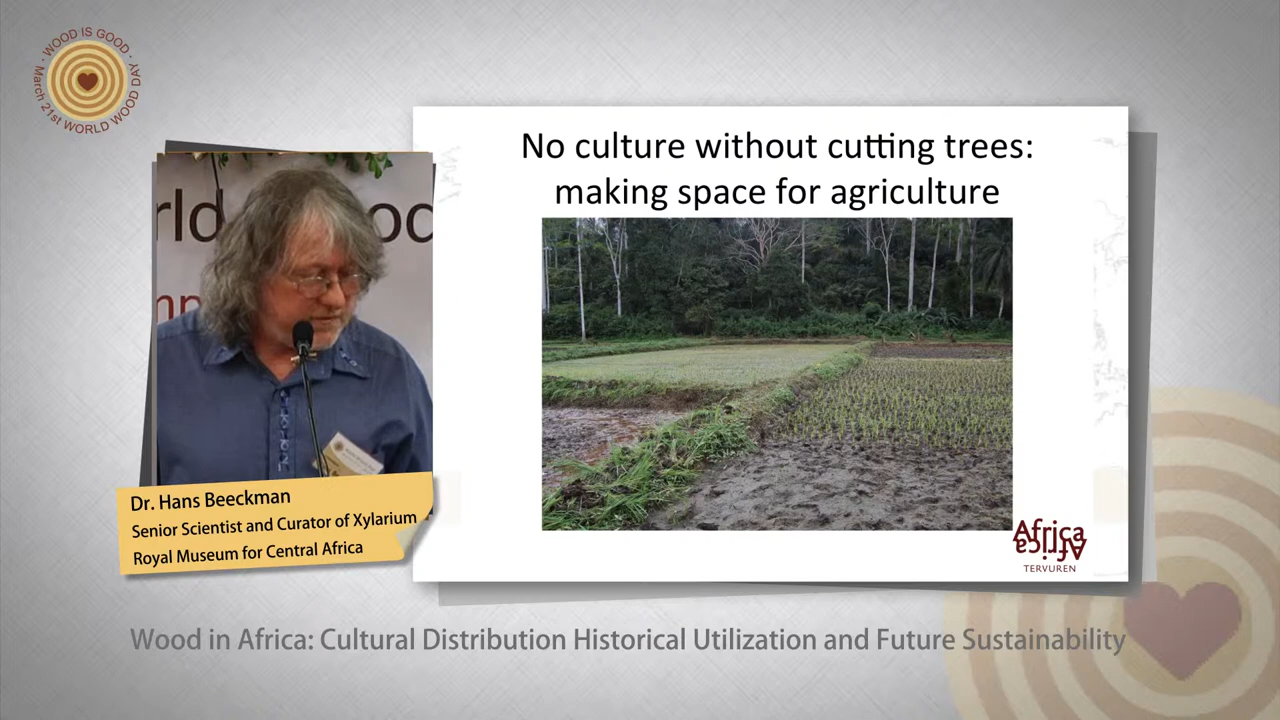 WOOD IS GOOD · March 21st WORLD WOOD DAY ·
No culture without cutting trees:
making space for agriculture
rld
Dr. Hans Beeckman
Senior Scientist and Curator of Xylarium
Royal Museum for Central Africa
Africa
Africa
TERVUREN
Wood in Africa: Cultural Distribution Historical Utilization and Future Sustainability